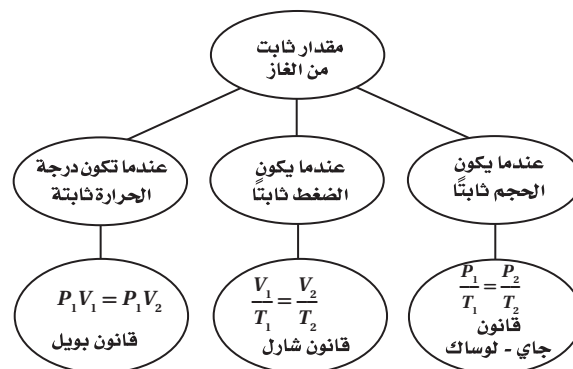 مقدار ثابت
من الغاز
عندما يكون
الحجم ثابتًا
عندما يكون
الضغط ثابتًا
عندما تكون درجة
الحرارة ثابتة
P₁/T₁ = P₂/T₂
قانون
جاي - لوساك
V₁/T₁ = V₂/T₂
قانون شارل
P₁V₁ = P₁V₂
قانون بويل